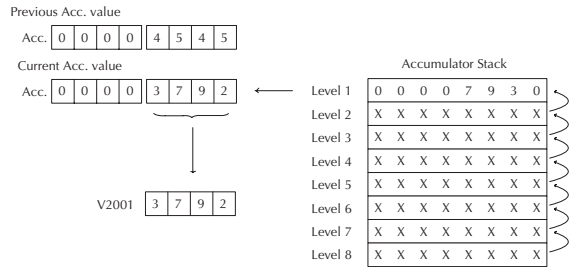 Previous Acc. value
Acc. 0 0 0 0 4 5 4 5
Current Acc. value
Acc. 0 0 0 0 3 7 9 2
V2001 3 7 9 2
Accumulator Stack
Level 1 0 0 0 0 7 9 3 0
Level 2 X X X X X X X X
Level 3 X X X X X X X X
Level 4 X X X X X X X X
Level 5 X X X X X X X X
Level 6 X X X X X X X X
Level 7 X X X X X X X X
Level 8 X X X X X X X X